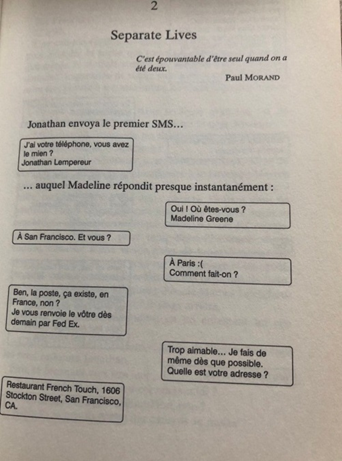 2
Separate Lives
C'est épouvantable d'être seul quand on a
été deux.
Paul MORAND
Jonathan envoya le premier SMS...
J'ai votre téléphone, vous avez
le mien ?
Jonathan Lempereur
... auquel Madeline répondit presque instantanément :
Oui ! Où êtes-vous ?
Madeline Greene
À San Francisco. Et vous ?
À Paris :(
Comment fait-on ?
Ben, la poste, ça existe, en
France, non ?
Je vous renvoie le vôtre dès
demain par Fed Ex.
Trop aimable... Je fais de
même dès que possible.
Quelle est votre adresse ?
Restaurant French Touch, 1606
Stockton Street, San Francisco,
CA.